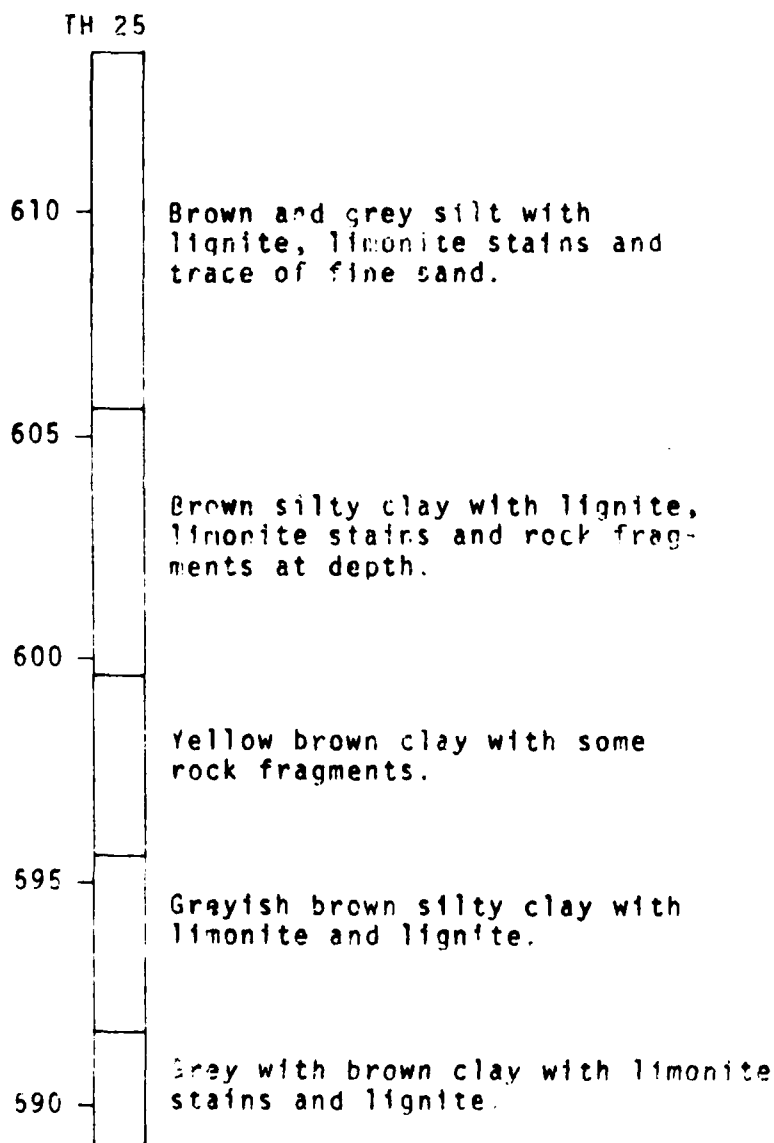 TH 25
610
Brown and grey silt with
lignite, limonite stains and
trace of fine sand.
605
Brown silty clay with lignite,
limonite stains and rock frag-
ments at depth.
600
Yellow brown clay with some
rock fragments.
595
Greyish brown silty clay with
limonite and lignite.
Grey with brown clay with limonite
590
stains and lignite.